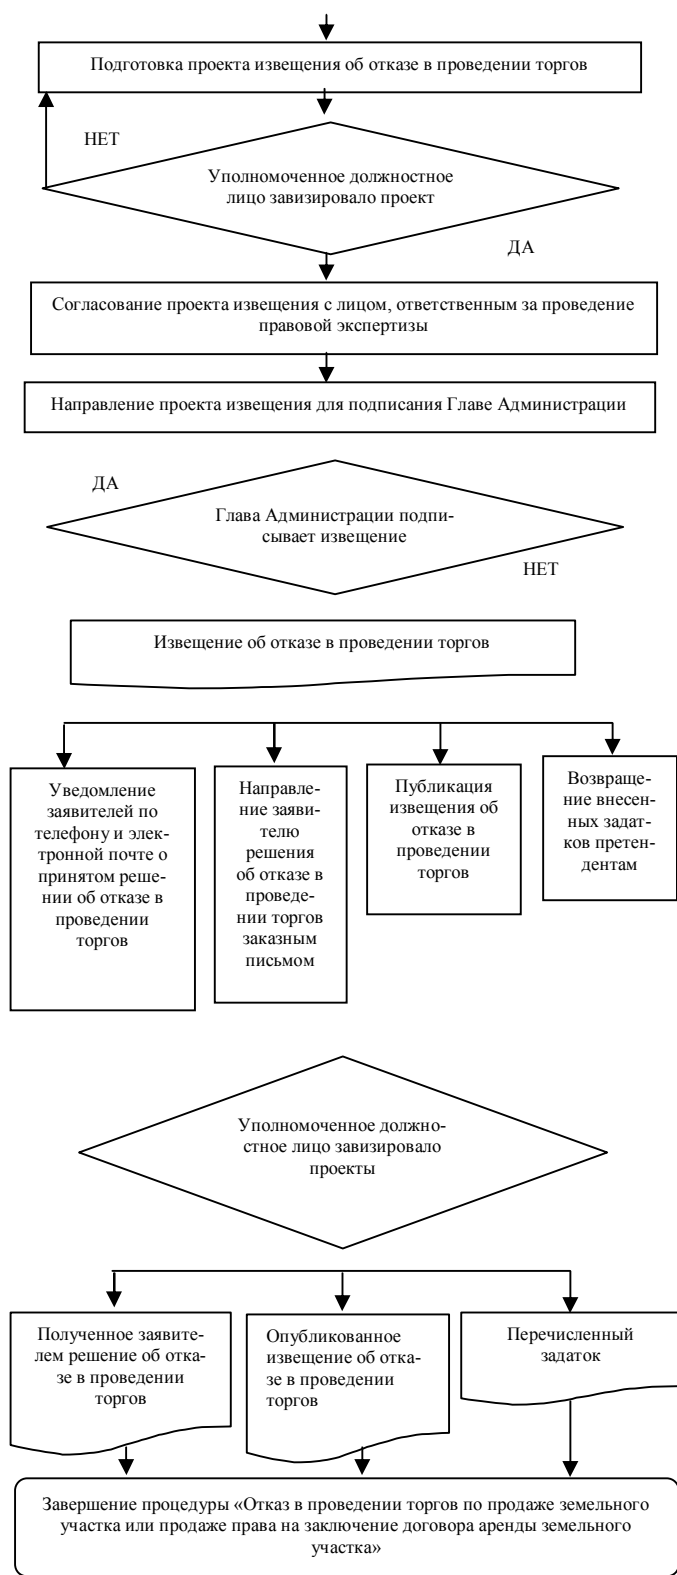 Подготовка проекта извещения об отказе в проведении торгов
НЕТ
Уполномоченное должностное
лицо завизировало проект
ДА
Согласование проекта извещения с лицом, ответственным за проведение
правовой экспертизы
Направление проекта извещения для подписания Главе Администрации
ДА
Глава Администрации подпи-
сывает извещение
НЕТ
Извещение об отказе в проведении торгов
Уведомление
заявителей по
телефону и элек-
тронной почте о
принятом реше-
нии об отказе в
проведении
торгов
Направле-
ние заяви-
телю
решения
об отказе в
проведе-
нии торгов
заказным
письмом
Публикация
извещения об
отказе в
проведении
торгов
Возвраще-
ние внесен-
ных задат-
ков претен-
дентам
Уполномоченное должно-
стное лицо завизировало
проекты
Полученное заявите-
лем решение об отка-
зе в проведении
торгов
Опубликованное
извещение об отка-
зе в проведении
торгов
Перечисленный
задаток
Завершение процедуры «Отказ в проведении торгов по продаже земельного
участка или продаже права на заключение договора аренды земельного
участка»